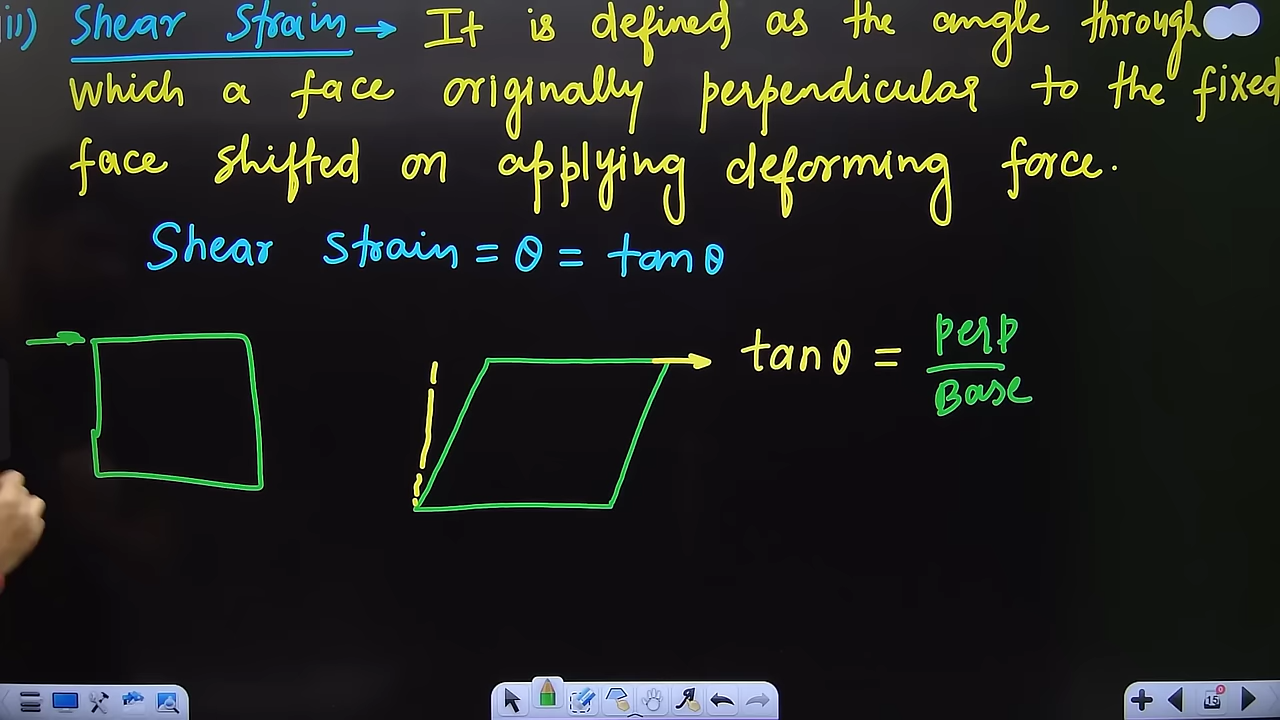 ii) Shear Strain → It is defined as the angle through
which a face originally perpendicular to the fixed
face shifted on applying deforming force.
Shear Strain = θ = tan θ
tan θ = Perp / Base
15